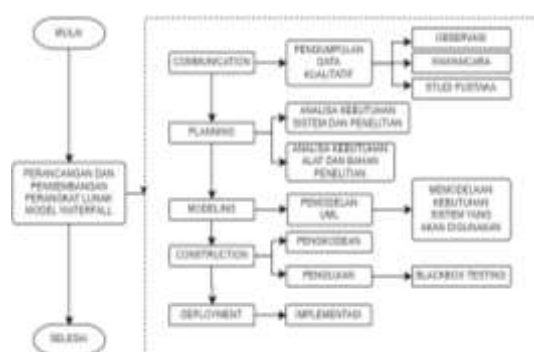 MULAI
PERANCANGAN DAN
PENGEMBANGAN
PERANGKAT LUNAK
MODEL WATERFALL
SELESAI
COMMUNICATION
PENGUMPULAN
DATA
KUALITATIF
OBSERVASI
WAWANCARA
STUDI PUSTAKA
PLANNING
ANALISA KEBUTUHAN
SISTEM DAN PENELITIAN
ANALISA KEBUTUHAN
ALAT DAN BAHAN
PENELITIAN
MODELING
PEMODELAN
UML
MEMODELKAN
KEBUTUHAN
SISTEM YANG
AKAN DIGUNAKAN
CONSTRUCTION
PENGKODEAN
PENGUJIAN
BLACKBOX TESTING
DEPLOYMENT
IMPLEMENTASI